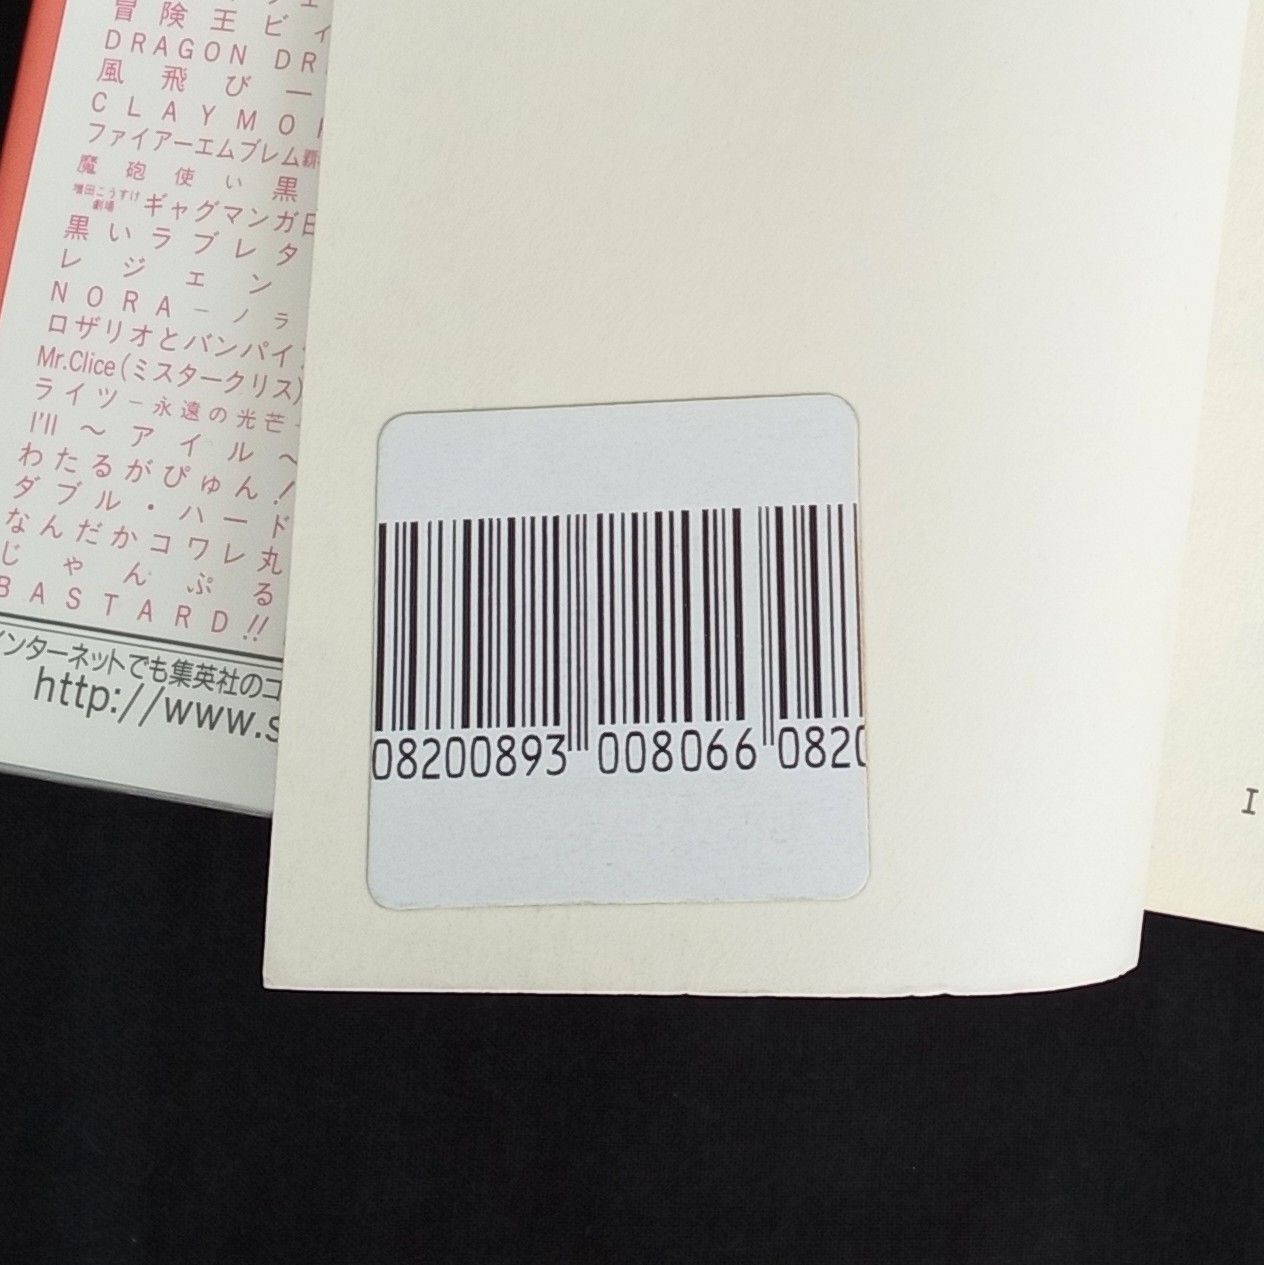 冒険王ビィ
DRAGON DR
風飛び一
CLAYMO
ファイアーエムブレム覇
魔砲使い黒
増田こうすけ劇場 ギャグマンガ日
黒いラブレタ
レジェン
NORA－ノラ
ロザリオとバンパイ
Mr.Clice(ミスタークリス)
ライツ－永遠の光芒
I'll～アイル～
わたるがぴゅん!
ダブル・ハード
なんだかコワレ丸
じゃんぷる
BASTARD!!
インターネットでも集英社のコ
http://www.s
08200893 008066 0820
I